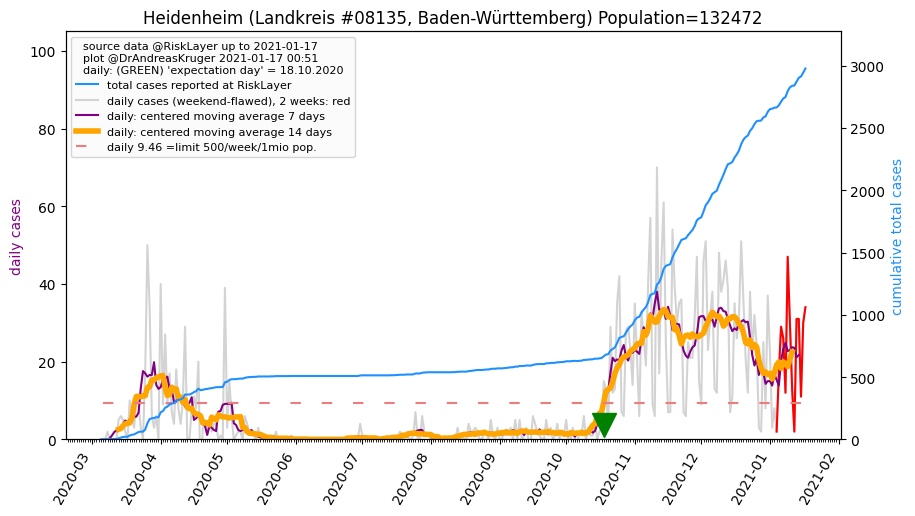 Heidenheim (Landkreis #08135, Baden-Württemberg) Population=132472
source data @RiskLayer up to 2021-01-17
plot @DrAndreasKruger 2021-01-17 00:51
daily: (GREEN) 'expectation day' = 18.10.2020
total cases reported at RiskLayer
daily cases (weekend-flawed), 2 weeks: red
daily: centered moving average 7 days
daily: centered moving average 14 days
daily 9.46 =limit 500/week/1mio pop.
daily cases
100
80
60
40
20
0
cumulative total cases
3000
2500
2000
1500
1000
500
0
2020-03
2020-04
2020-05
2020-06
2020-07
2020-08
2020-09
2020-10
2020-11
2020-12
2021-01
2021-02